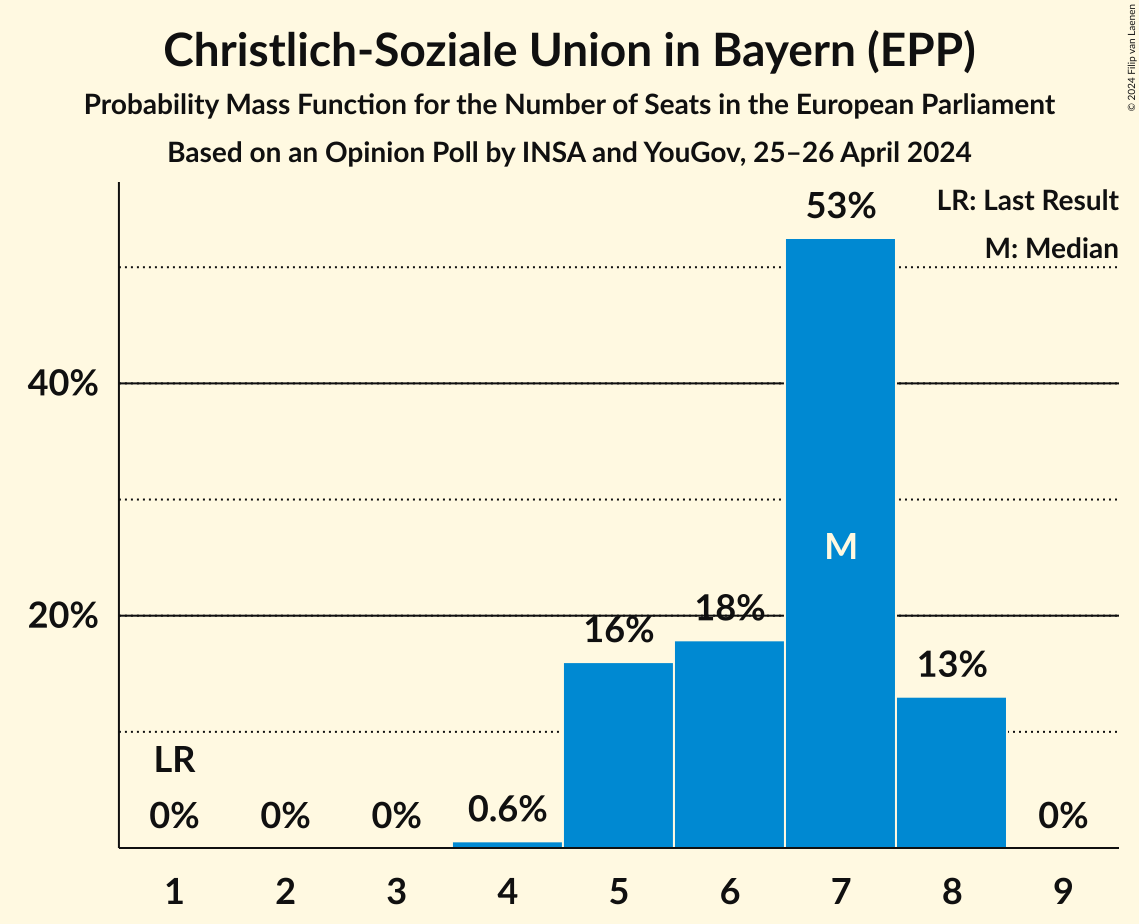 Christlich-Soziale Union in Bayern (EPP)
Probability Mass Function for the Number of Seats in the European Parliament
Based on an Opinion Poll by INSA and YouGov, 25–26 April 2024
© 2024 Filip van Laenen
LR: Last Result
M: Median
53%
40%
M
20%
18%
16%
13%
LR
0%
0%
0%
0.6%
0%
1 2 3 4 5 6 7 8 9